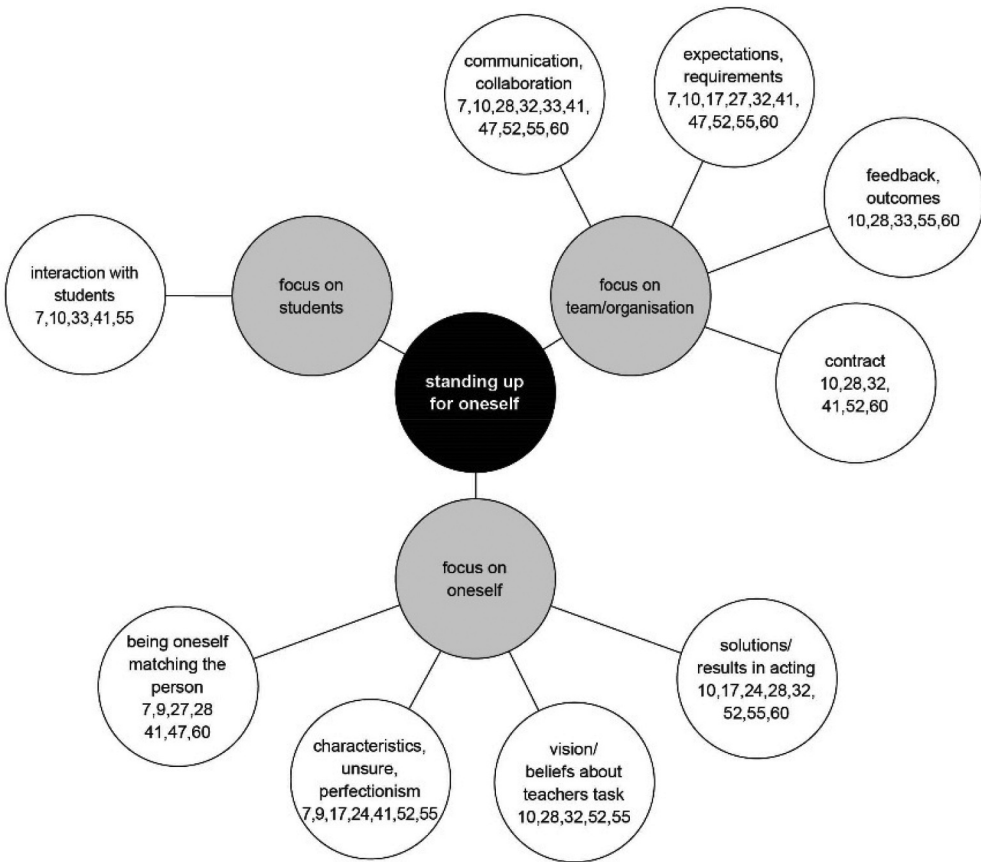 communication,
collaboration
7,10,28,32,33,41,
47,52,55,60
expectations,
requirements
7,10,17,27,32,41,
47,52,55,60
feedback,
outcomes
10,28,33,55,60
interaction with
students
7,10,33,41,55
focus on
students
focus on
team/organisation
contract
10,28,32,
41,52,60
standing up
for oneself
focus on
oneself
being oneself
matching the
person
7,9,27,28
41,47,60
characteristics,
unsure,
perfectionism
7,9,17,24,41,52,55
vision/
beliefs about
teachers task
10,28,32,52,55
solutions/
results in acting
10,17,24,28,32,
52,55,60